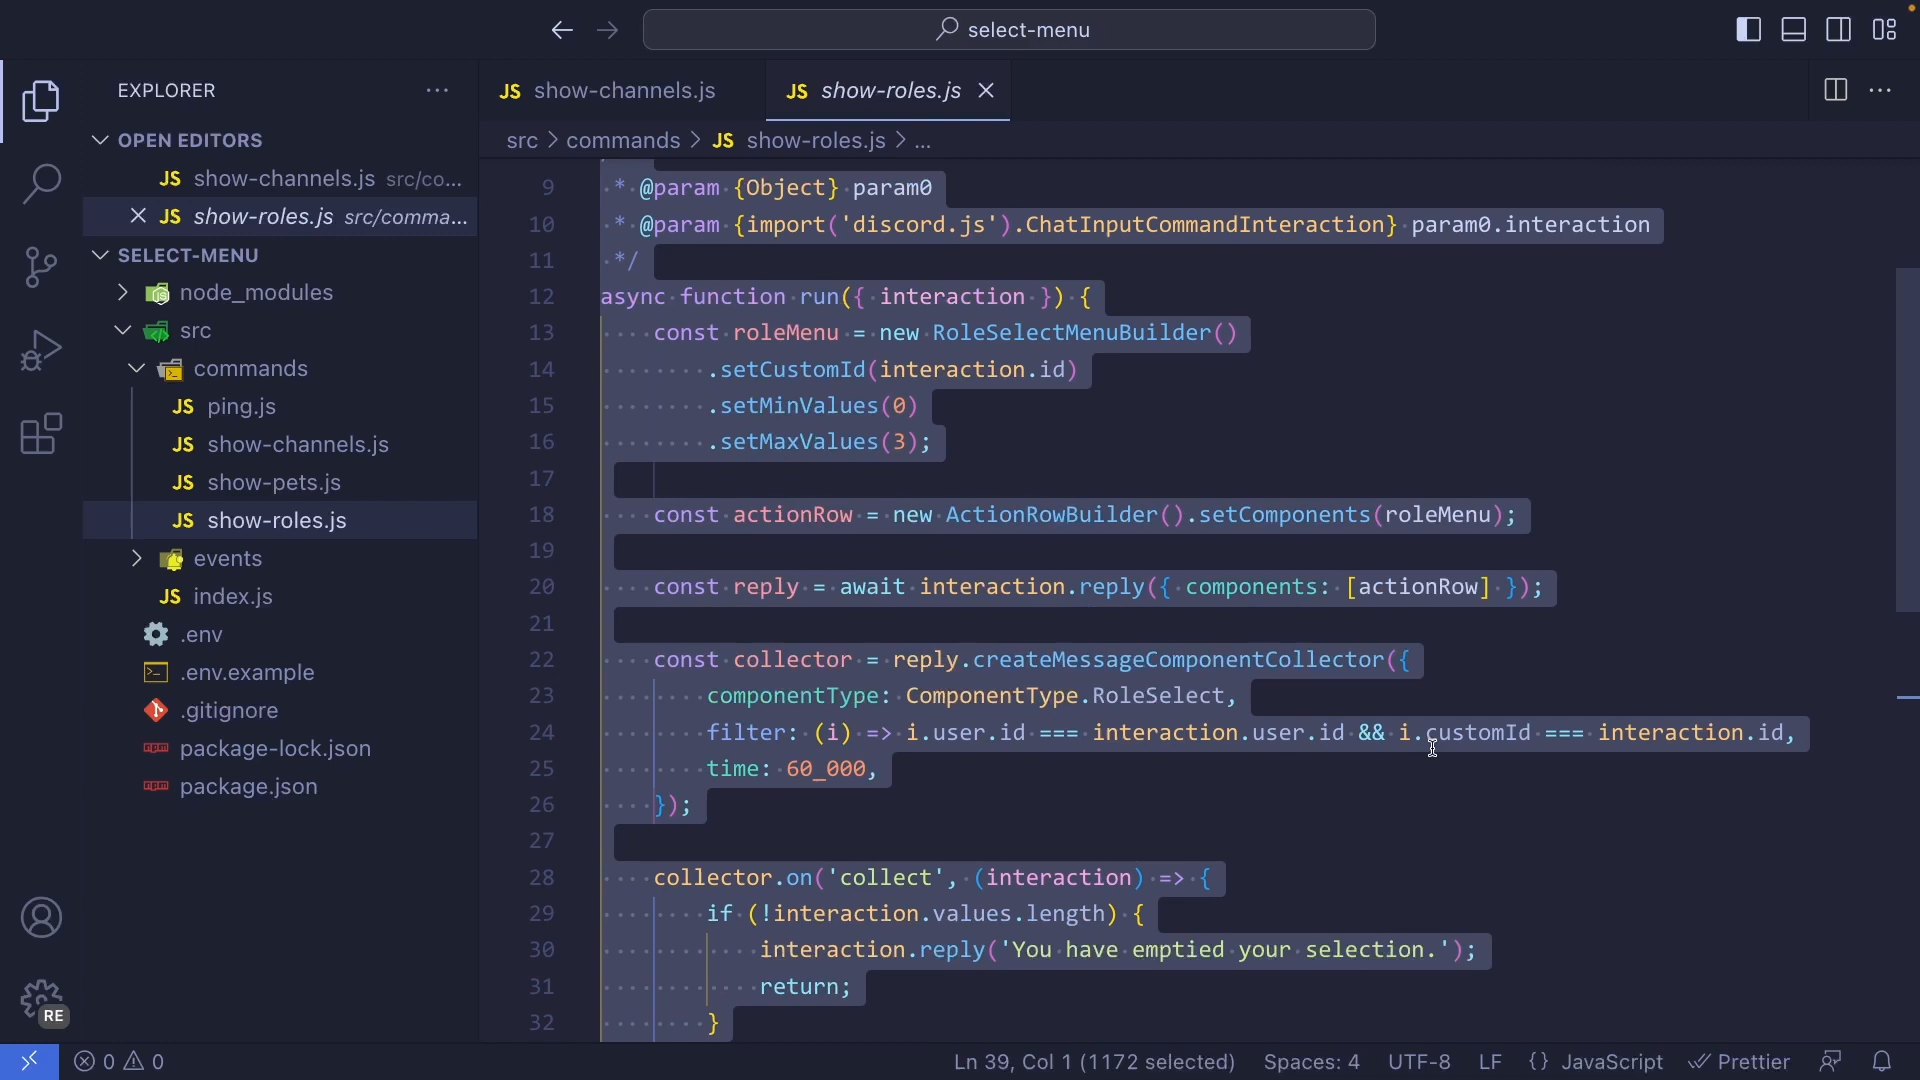 select-menu
EXPLORER
OPEN EDITORS
JS show-channels.js src/co...
JS show-roles.js src/comma...
SELECT-MENU
node_modules
src
commands
JS ping.js
JS show-channels.js
JS show-pets.js
JS show-roles.js
events
JS index.js
.env
.env.example
.gitignore
package-lock.json
package.json
RE
JS show-channels.js
JS show-roles.js
src > commands > JS show-roles.js > ...
9 * @param {Object} param0
10 * @param {import('discord.js').ChatInputCommandInteraction} param0.interaction
11 */
12 async function run({ interaction }) {
13 const roleMenu = new RoleSelectMenuBuilder()
14 .setCustomId(interaction.id)
15 .setMinValues(0)
16 .setMaxValues(3);
17
18 const actionRow = new ActionRowBuilder().setComponents(roleMenu);
19
20 const reply = await interaction.reply({ components: [actionRow] });
21
22 const collector = reply.createMessageComponentCollector({
23 componentType: ComponentType.RoleSelect,
24 filter: (i) => i.user.id === interaction.user.id && i.customId === interaction.id,
25 time: 60_000,
26 });
27
28 collector.on('collect', (interaction) => {
29 if (!interaction.values.length) {
30 interaction.reply('You have emptied your selection.');
31 return;
32 }
0 0
Ln 39, Col 1 (1172 selected) Spaces: 4 UTF-8 LF {} JavaScript Prettier